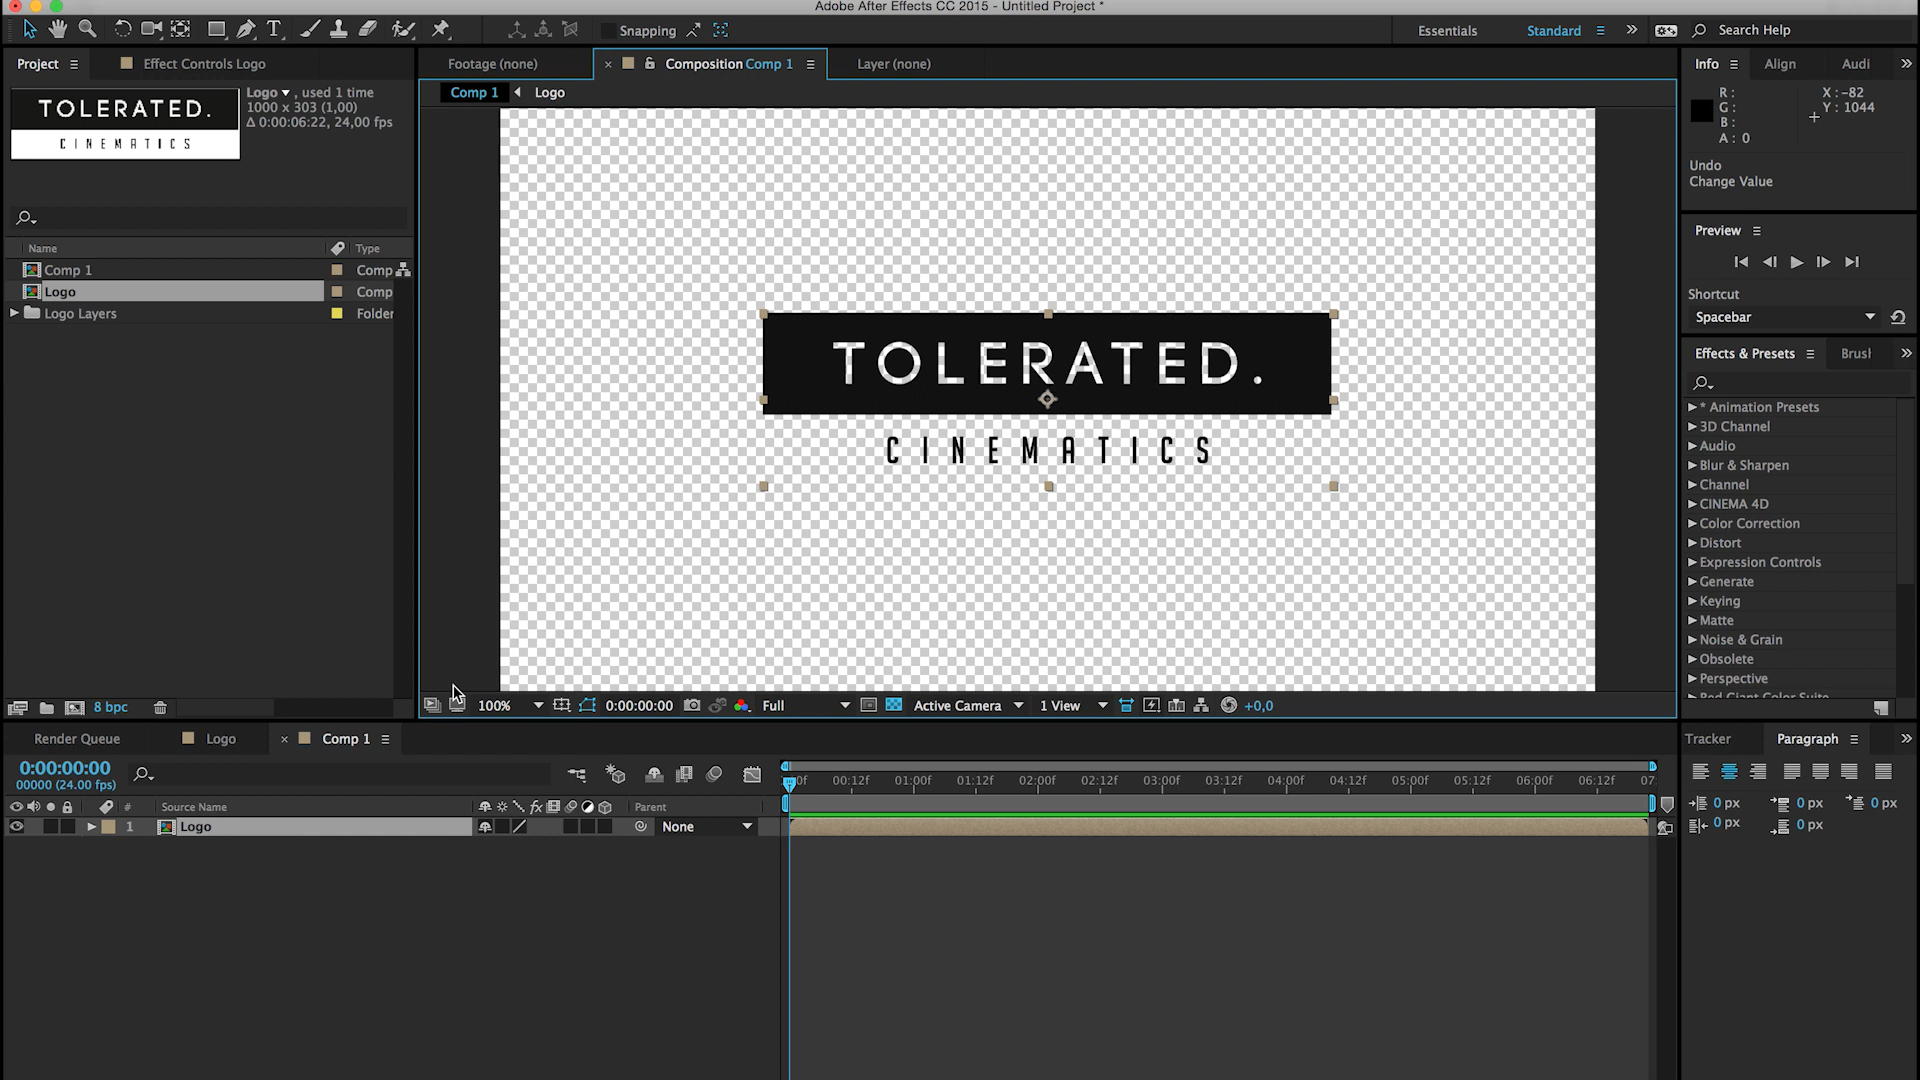 Adobe After Effects CC 2015 - Untitled Project *
Snapping
Essentials
Standard
Search Help
Project
Effect Controls Logo
Footage (none)
Composition Comp 1
Layer (none)
Info
Align
Audi
TOLERATED.
CINEMATICS
Logo , used 1 time
1000 x 303 (1,00)
Δ 0:00:06:22, 24,00 fps
Comp 1
Logo
R :
G :
B :
A : 0
X : -82
Y : 1044
Undo
Change Value
Preview
Shortcut
Spacebar
Name
Type
Comp 1
Comp
Logo
Comp
Logo Layers
Folder
TOLERATED.
CINEMATICS
Effects & Presets
Brush
* Animation Presets
3D Channel
Audio
Blur & Sharpen
Channel
CINEMA 4D
Color Correction
Distort
Expression Controls
Generate
Keying
Matte
Noise & Grain
Obsolete
Perspective
Red Giant Color Suite
8 bpc
100%
0:00:00:00
Full
Active Camera
1 View
+0,0
Render Queue
Logo
Comp 1
Tracker
Paragraph
0:00:00:00
00000 (24.00 fps)
0f
00:12f
01:00f
01:12f
02:00f
02:12f
03:00f
03:12f
04:00f
04:12f
05:00f
05:12f
06:00f
06:12f
07:
#
Source Name
fx
Parent
1
Logo
None
0 px
0 px
0 px
0 px
0 px